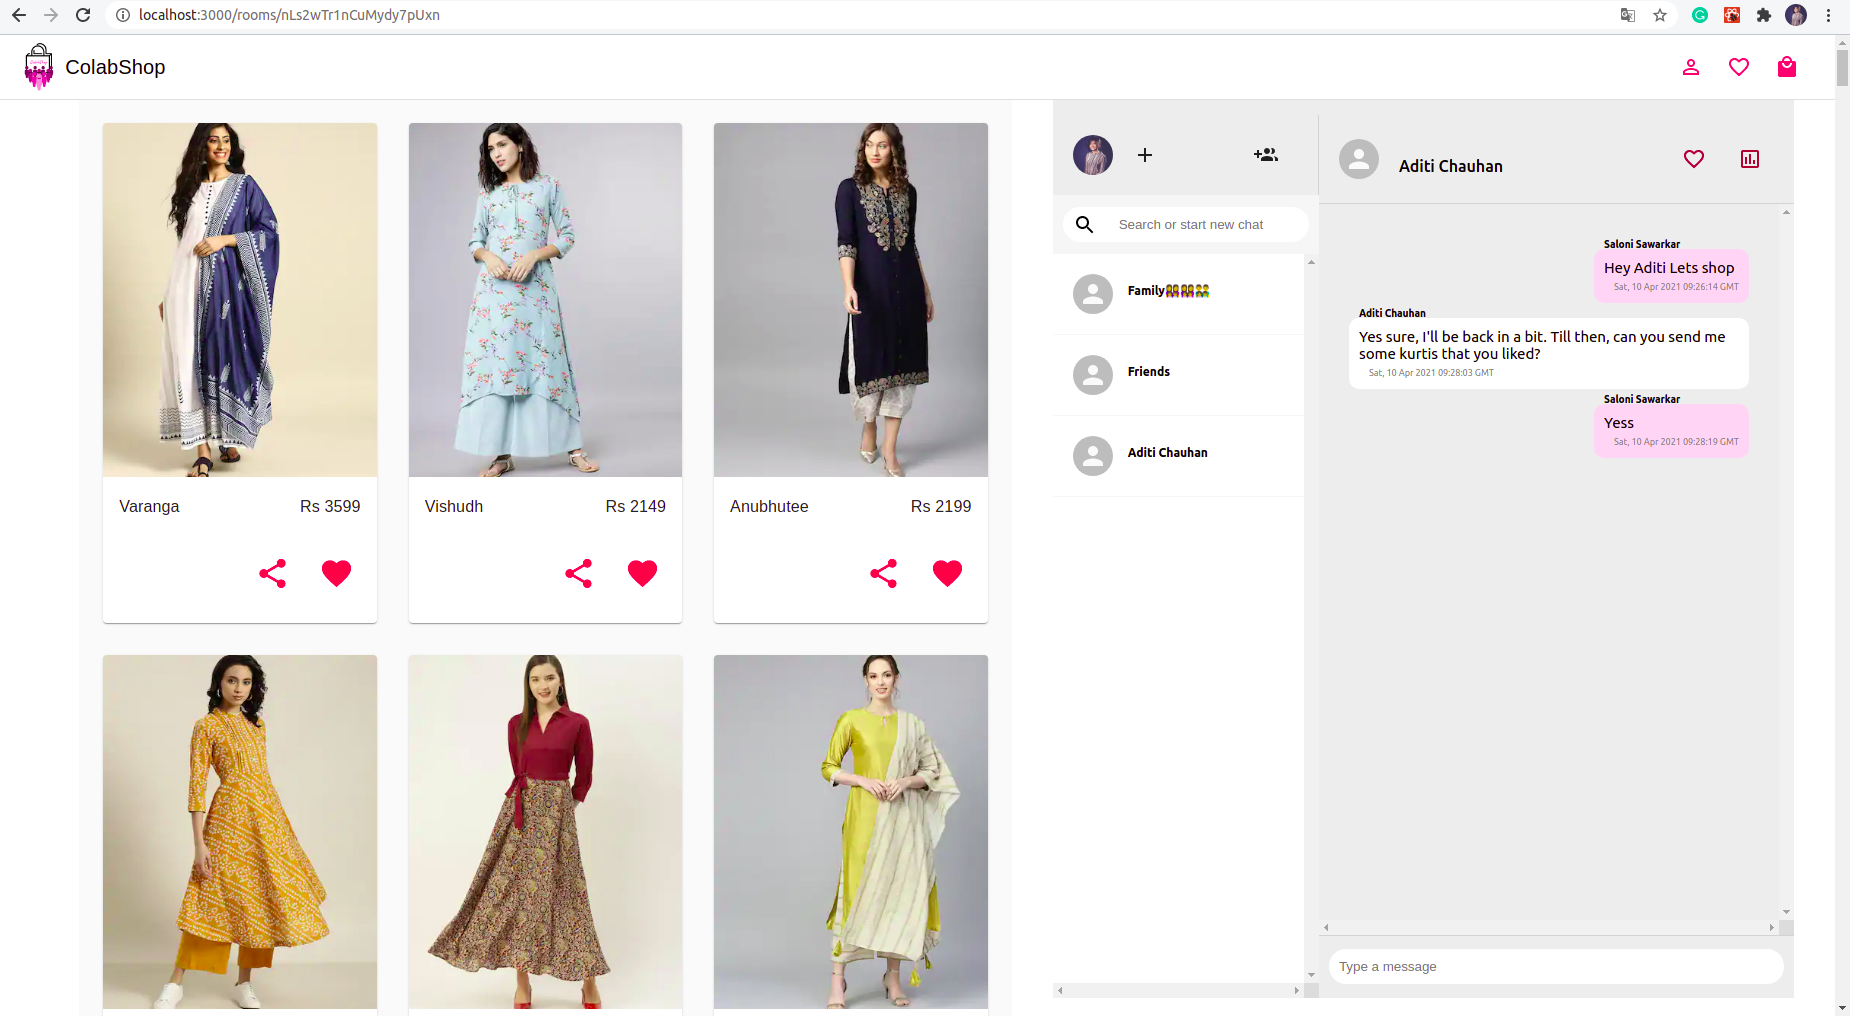 localhost:3000/rooms/nLs2wTr1nCuMydy7pUxn
ColabShop
Varanga Rs 3599
Vishudh Rs 2149
Anubhutee Rs 2199
Search or start new chat
Family👩‍👩‍👧👩‍👩‍👧👨‍👨‍👦
Friends
Aditi Chauhan
Aditi Chauhan
Saloni Sawarkar
Hey Aditi Lets shop
Sat, 10 Apr 2021 09:26:14 GMT
Aditi Chauhan
Yes sure, I'll be back in a bit. Till then, can you send me
some kurtis that you liked?
Sat, 10 Apr 2021 09:28:03 GMT
Saloni Sawarkar
Yess
Sat, 10 Apr 2021 09:28:19 GMT
Type a message